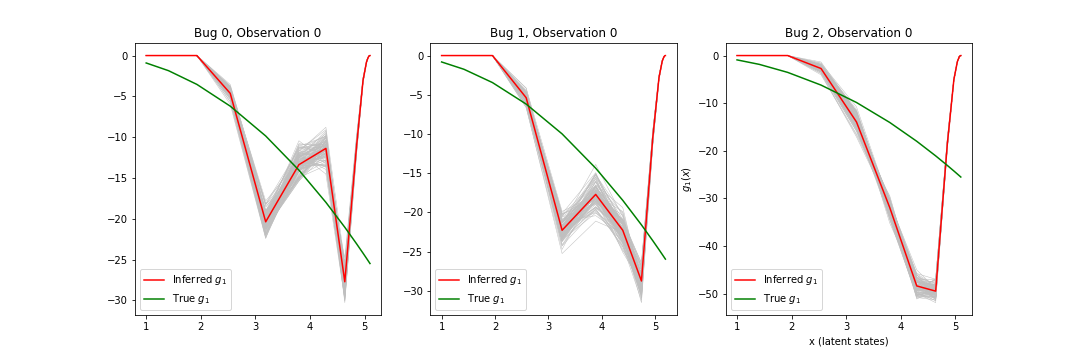 Bug 0, Observation 0
0
−5
−10
−15
−20
−25
−30
1 2 3 4 5
Inferred g₁
True g₁
Bug 1, Observation 0
0
−5
−10
−15
−20
−25
−30
1 2 3 4 5
Inferred g₁
True g₁
Bug 2, Observation 0
g₁(x)
0
−10
−20
−30
−40
−50
1 2 3 4 5
x (latent states)
Inferred g₁
True g₁